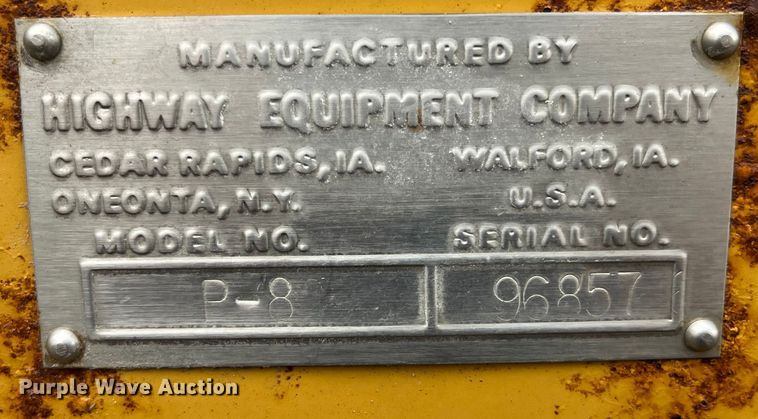 MANUFACTURED BY
HIGHWAY EQUIPMENT COMPANY
CEDAR RAPIDS, IA. WALFORD, IA.
ONEONTA, N.Y. U.S.A.
MODEL NO. SERIAL NO.
P-8 96857
Purple Wave Auction